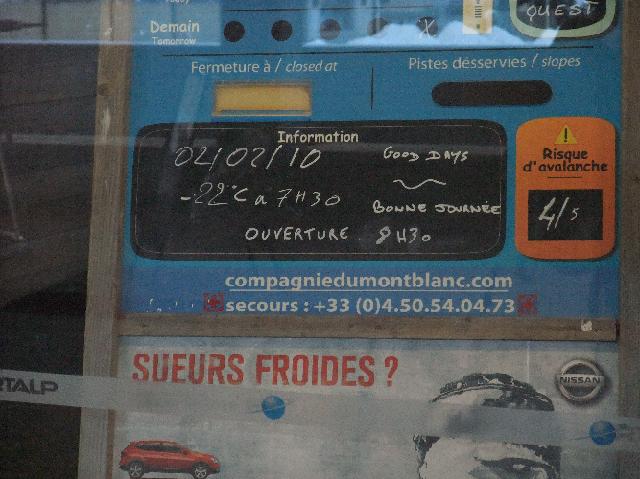 Today
Demain
Tomorrow
X
OUEST
Fermeture à / closed at
Pistes désservies / slopes
Information
02/02/10
GOOD DAYS
-22°C à 7H30
BONNE JOURNÉE
OUVERTURE 8H30
Risque
d'avalanche
4/5
compagniedumontblanc.com
secours : +33 (0)4.50.54.04.73
SUEURS FROIDES ?
NISSAN
RTALP